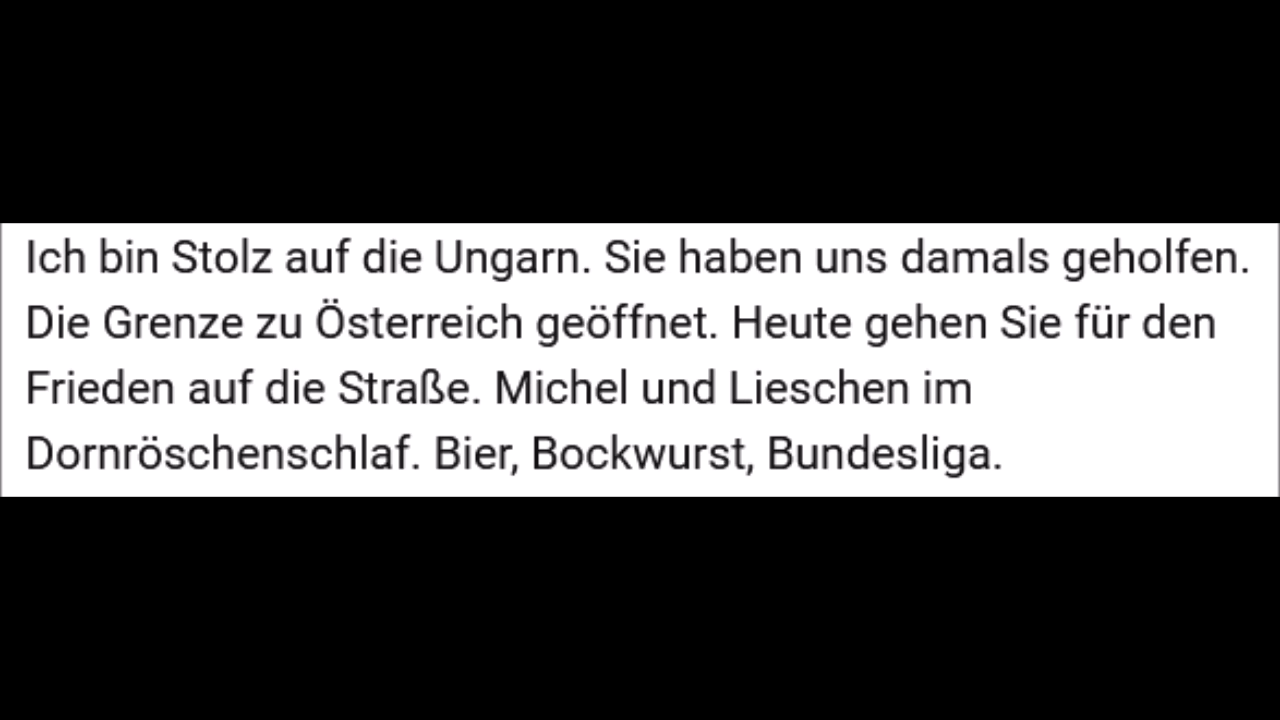 Ich bin Stolz auf die Ungarn. Sie haben uns damals geholfen.
Die Grenze zu Österreich geöffnet. Heute gehen Sie für den
Frieden auf die Straße. Michel und Lieschen im
Dornröschenschlaf. Bier, Bockwurst, Bundesliga.